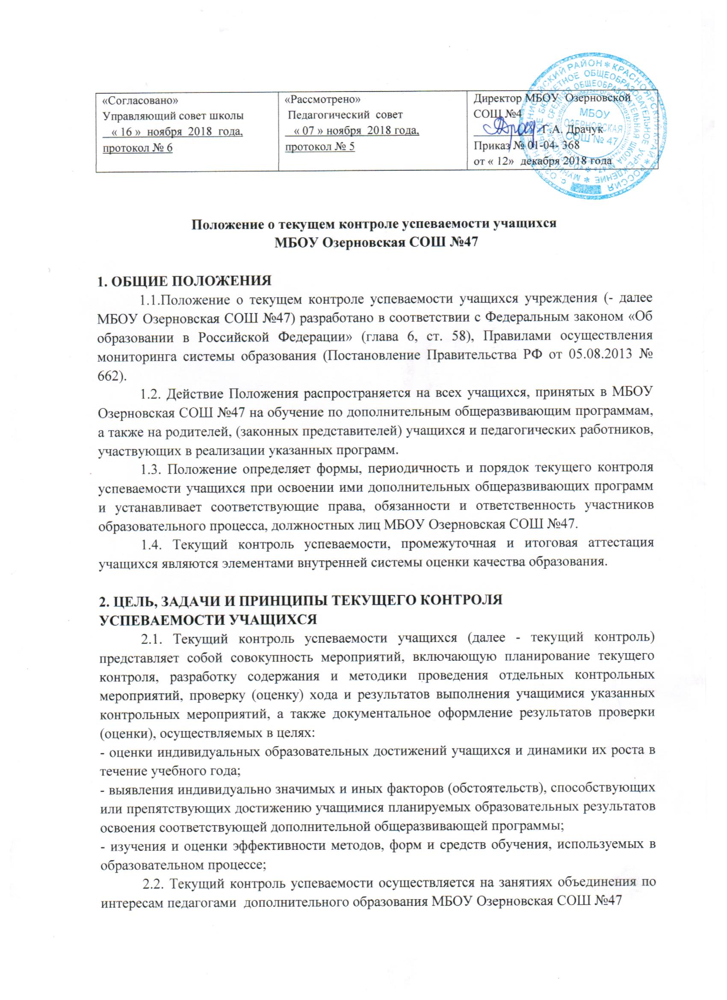 «Согласовано»
Управляющий совет школы
« 16 » ноября 2018 года,
протокол № 6
«Рассмотрено»
Педагогический совет
« 07 » ноября 2018 года,
протокол № 5
Директор МБОУ Озерновской
СОШ №4
Г.А. Драчук
Приказ № 01-04- 368
от « 12» декабря 2018 года
МБОУ
ОЗЕРНОВСКАЯ
СОШ № 47
Положение о текущем контроле успеваемости учащихся
МБОУ Озерновская СОШ №47
1. ОБЩИЕ ПОЛОЖЕНИЯ
1.1.Положение о текущем контроле успеваемости учащихся учреждения (- далее
МБОУ Озерновская СОШ №47) разработано в соответствии с Федеральным законом «Об
образовании в Российской Федерации» (глава 6, ст. 58), Правилами осуществления
мониторинга системы образования (Постановление Правительства РФ от 05.08.2013 №
662).
1.2. Действие Положения распространяется на всех учащихся, принятых в МБОУ
Озерновская СОШ №47 на обучение по дополнительным общеразвивающим программам,
а также на родителей, (законных представителей) учащихся и педагогических работников,
участвующих в реализации указанных программ.
1.3. Положение определяет формы, периодичность и порядок текущего контроля
успеваемости учащихся при освоении ими дополнительных общеразвивающих программ
и устанавливает соответствующие права, обязанности и ответственность участников
образовательного процесса, должностных лиц МБОУ Озерновская СОШ №47.
1.4. Текущий контроль успеваемости, промежуточная и итоговая аттестация
учащихся являются элементами внутренней системы оценки качества образования.
2. ЦЕЛЬ, ЗАДАЧИ И ПРИНЦИПЫ ТЕКУЩЕГО КОНТРОЛЯ
УСПЕВАЕМОСТИ УЧАЩИХСЯ
2.1. Текущий контроль успеваемости учащихся (далее - текущий контроль)
представляет собой совокупность мероприятий, включающую планирование текущего
контроля, разработку содержания и методики проведения отдельных контрольных
мероприятий, проверку (оценку) хода и результатов выполнения учащимися указанных
контрольных мероприятий, а также документальное оформление результатов проверки
(оценки), осуществляемых в целях:
- оценки индивидуальных образовательных достижений учащихся и динамики их роста в
течение учебного года;
- выявления индивидуально значимых и иных факторов (обстоятельств), способствующих
или препятствующих достижению учащимися планируемых образовательных результатов
освоения соответствующей дополнительной общеразвивающей программы;
- изучения и оценки эффективности методов, форм и средств обучения, используемых в
образовательном процессе;
2.2. Текущий контроль успеваемости осуществляется на занятиях объединения по
интересам педагогами дополнительного образования МБОУ Озерновская СОШ №47